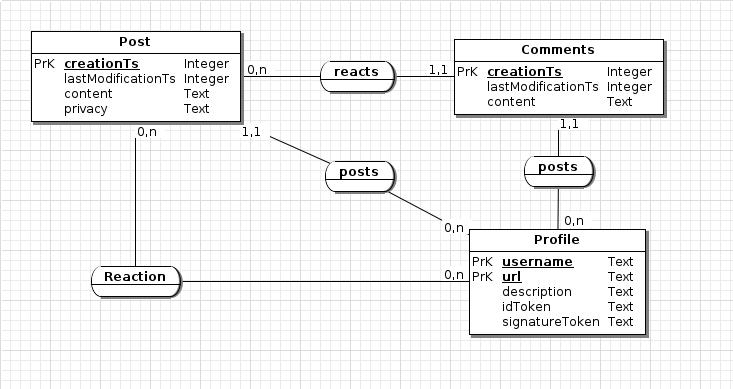 Post
PrK creationTs Integer
lastModificationTs Integer
content Text
privacy Text
0,n
reacts
1,1
Comments
PrK creationTs Integer
lastModificationTs Integer
content Text
0,n
1,1
posts
0,n
1,1
posts
0,n
Profile
PrK username Text
PrK url Text
description Text
idToken Text
signatureToken Text
Reaction
0,n